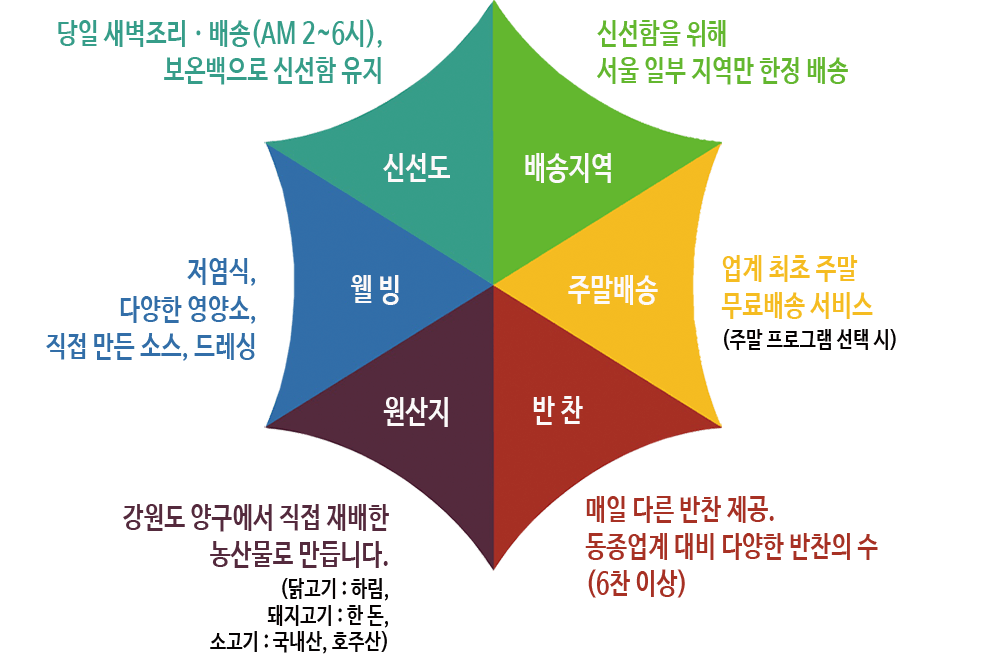 당일 새벽조리 · 배송(AM 2~6시),
보온백으로 신선함 유지
신선함을 위해
서울 일부 지역만 한정 배송
신선도
배송지역
저염식,
다양한 영양소,
직접 만든 소스, 드레싱
웰 빙
주말배송
업계 최초 주말
무료배송 서비스
(주말 프로그램 선택 시)
원산지
반 찬
강원도 양구에서 직접 재배한
농산물로 만듭니다.
(닭고기 : 하림,
돼지고기 : 한 돈,
소고기 : 국내산, 호주산)
매일 다른 반찬 제공.
동종업계 대비 다양한 반찬의 수
(6찬 이상)